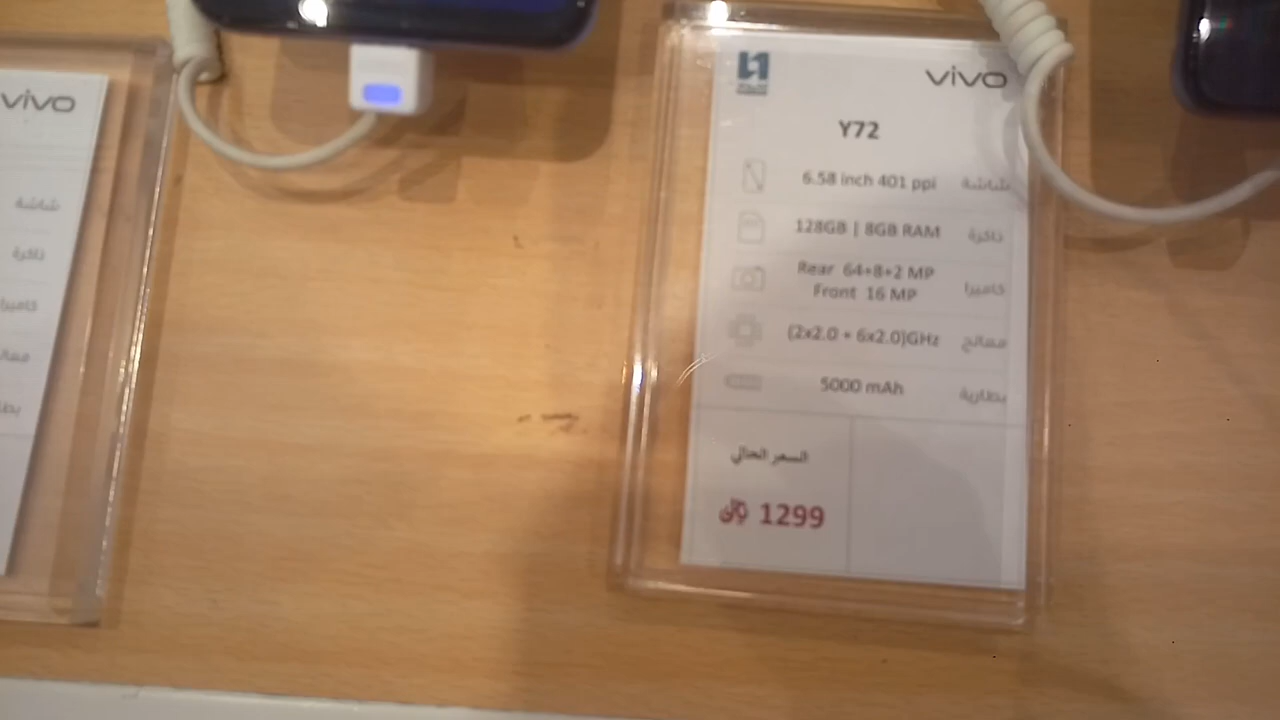 vivo
شاشة
ذاكرة
كاميرا
معالج
vivo
Y72
6.58 inch 401 ppi شاشة
128GB | 8GB RAM ذاكرة
Rear 64+8+2 MP كاميرا
Front 16 MP
(2x2.0 + 6x2.0)GHz معالج
5000 mAh بطارية
السعر الحالي
ريال 1299